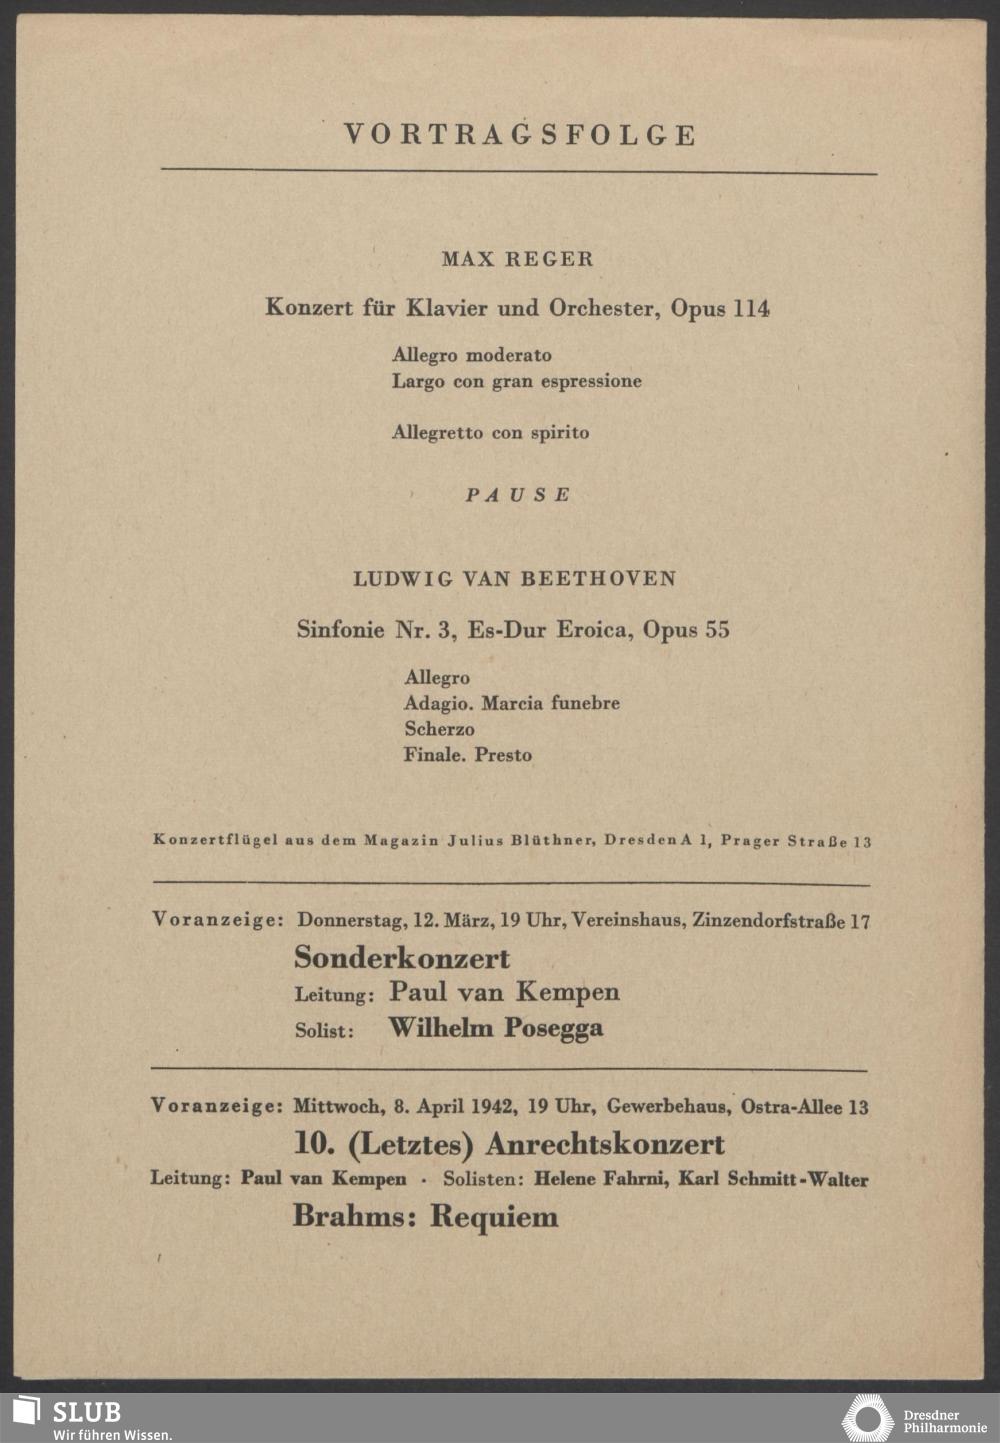 VORTRAGSFOLGE
MAX REGER
Konzert für Klavier und Orchester, Opus 114
Allegro moderato
Largo con gran espressione
Allegretto con spirito
PAUSE
LUDWIG VAN BEETHOVEN
Sinfonie Nr. 3, Es-Dur Eroica, Opus 55
Allegro
Adagio. Marcia funebre
Scherzo
Finale. Presto
Konzertflügel aus dem Magazin Julius Blüthner, Dresden A 1, Prager Straße 13
Voranzeige: Donnerstag, 12. März, 19 Uhr, Vereinshaus, Zinzendorfstraße 17
Sonderkonzert
Leitung: Paul van Kempen
Solist: Wilhelm Posegga
Voranzeige: Mittwoch, 8. April 1942, 19 Uhr, Gewerbehaus, Ostra-Allee 13
10. (Letztes) Anrechtskonzert
Leitung: Paul van Kempen · Solisten: Helene Fahrni, Karl Schmitt-Walter
Brahms: Requiem
SLUB
Wir führen Wissen.
Dresdner
Philharmonie